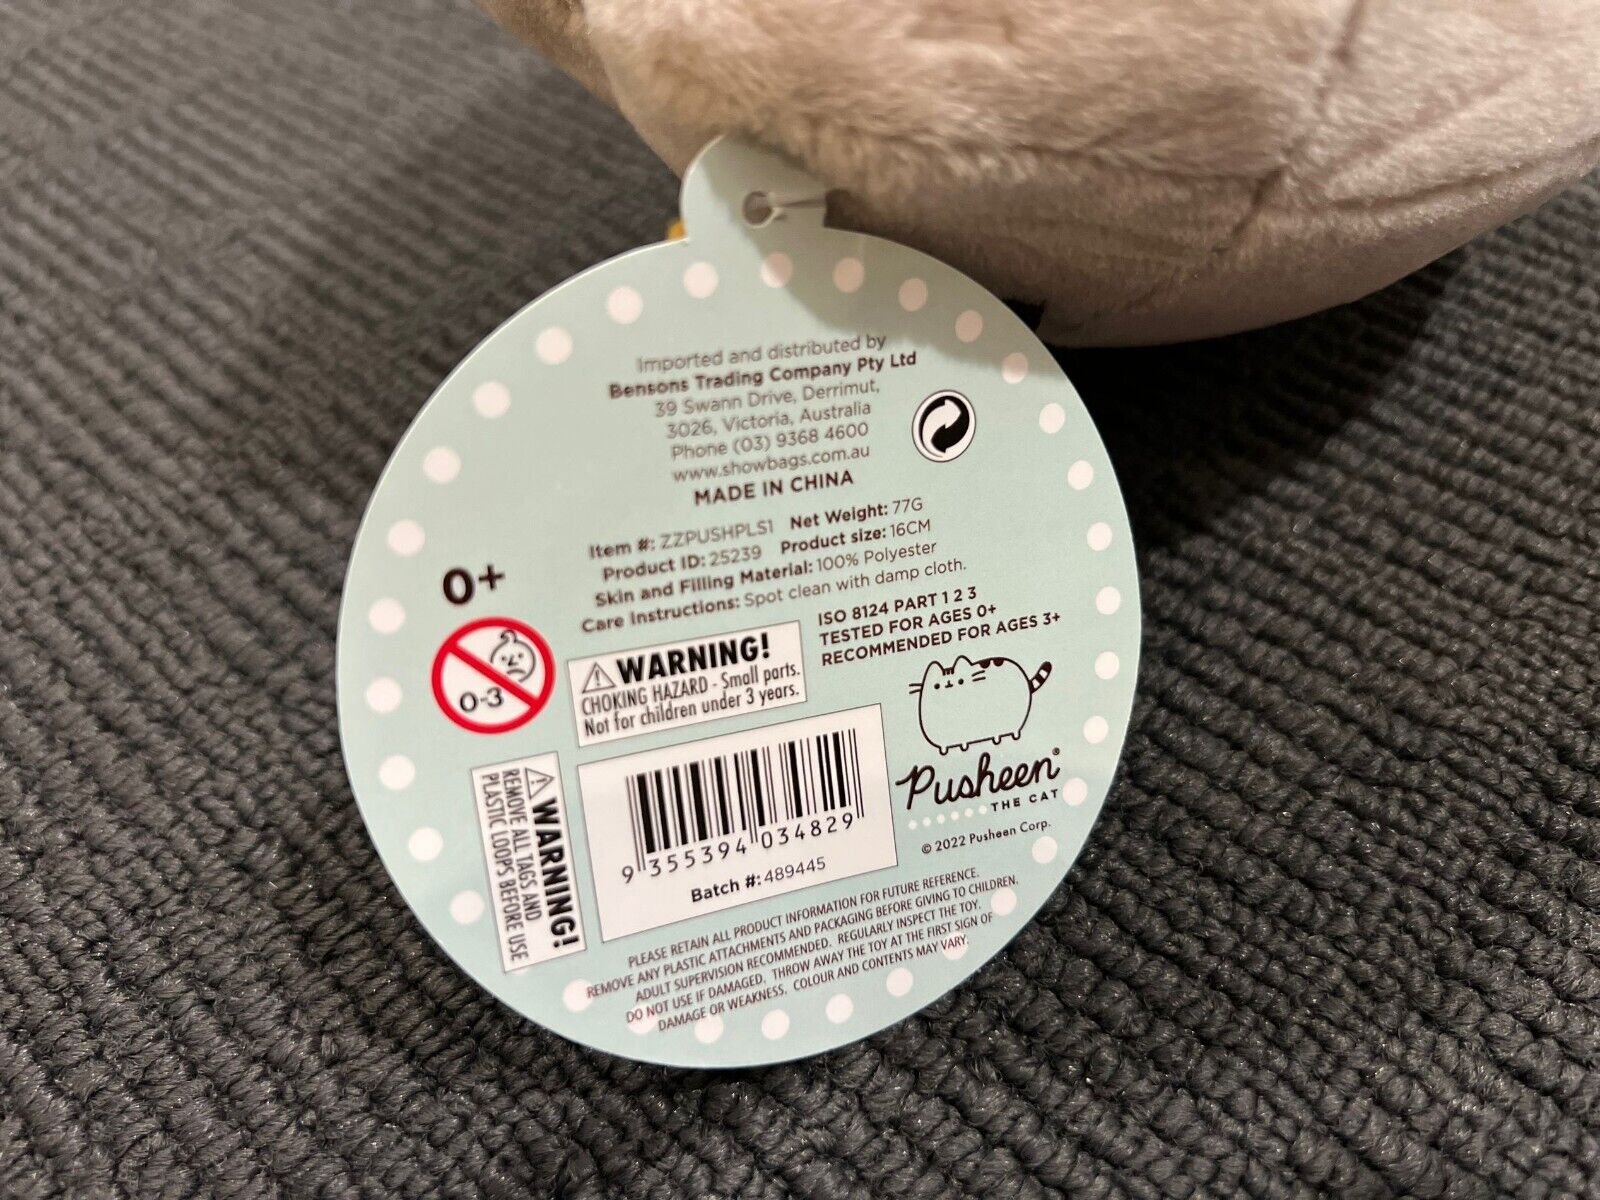 Imported and distributed by
Bensons Trading Company Pty Ltd
39 Swann Drive, Derrimut,
3026, Victoria, Australia
Phone (03) 9368 4600
www.showbags.com.au
MADE IN CHINA
Item #: ZZPUSHPLS1 Net Weight: 77G
Product ID: 25239 Product size: 16CM
Skin and Filling Material: 100% Polyester
Care Instructions: Spot clean with damp cloth.
0+
0-3
WARNING!
CHOKING HAZARD - Small parts.
Not for children under 3 years.
ISO 8124 PART 1 2 3
TESTED FOR AGES 0+
RECOMMENDED FOR AGES 3+
WARNING!
REMOVE ALL TAGS AND
PLASTIC LOOPS BEFORE USE
9 355394 034829
Batch #: 489445
Pusheen®
THE CAT
© 2022 Pusheen Corp.
PLEASE RETAIN ALL PRODUCT INFORMATION FOR FUTURE REFERENCE.
REMOVE ANY PLASTIC ATTACHMENTS AND PACKAGING BEFORE GIVING TO CHILDREN.
ADULT SUPERVISION RECOMMENDED. REGULARLY INSPECT THE TOY.
DO NOT USE IF DAMAGED. THROW AWAY THE TOY AT THE FIRST SIGN OF
DAMAGE OR WEAKNESS. COLOUR AND CONTENTS MAY VARY.